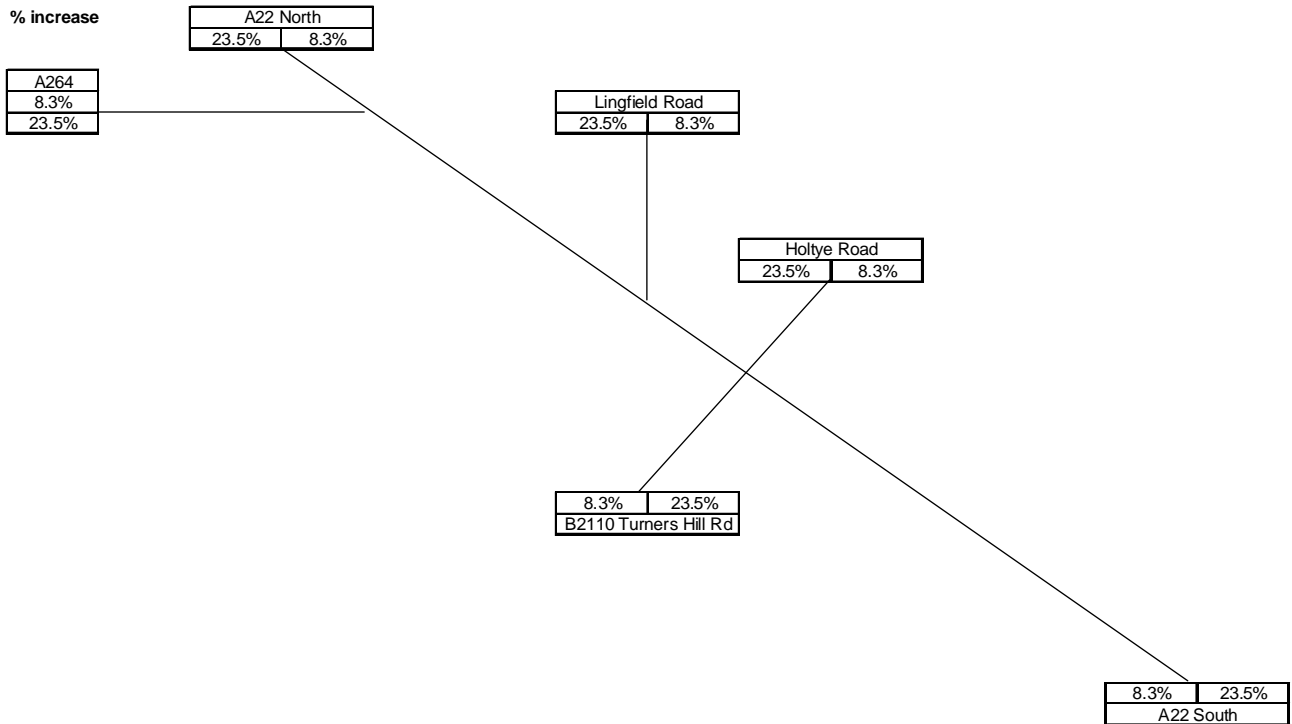 % increase
A22 North
23.5% 8.3%
A264
8.3%
23.5%
Lingfield Road
23.5% 8.3%
Holtye Road
23.5% 8.3%
8.3% 23.5%
B2110 Turners Hill Rd
8.3% 23.5%
A22 South